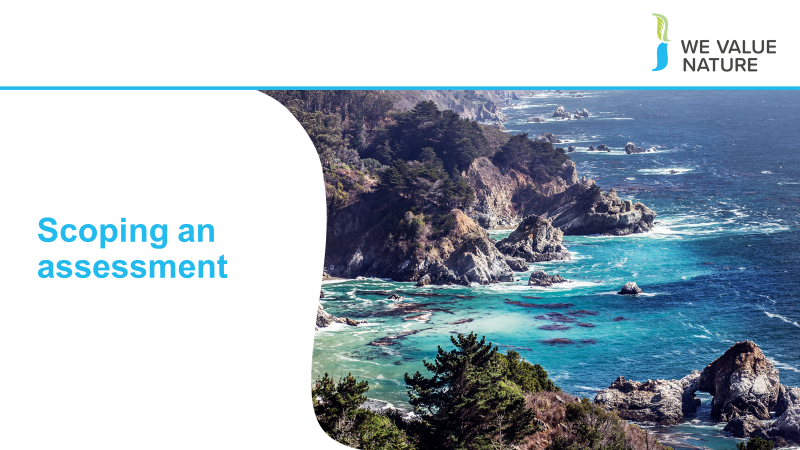 WE VALUE
NATURE
Scoping an
assessment